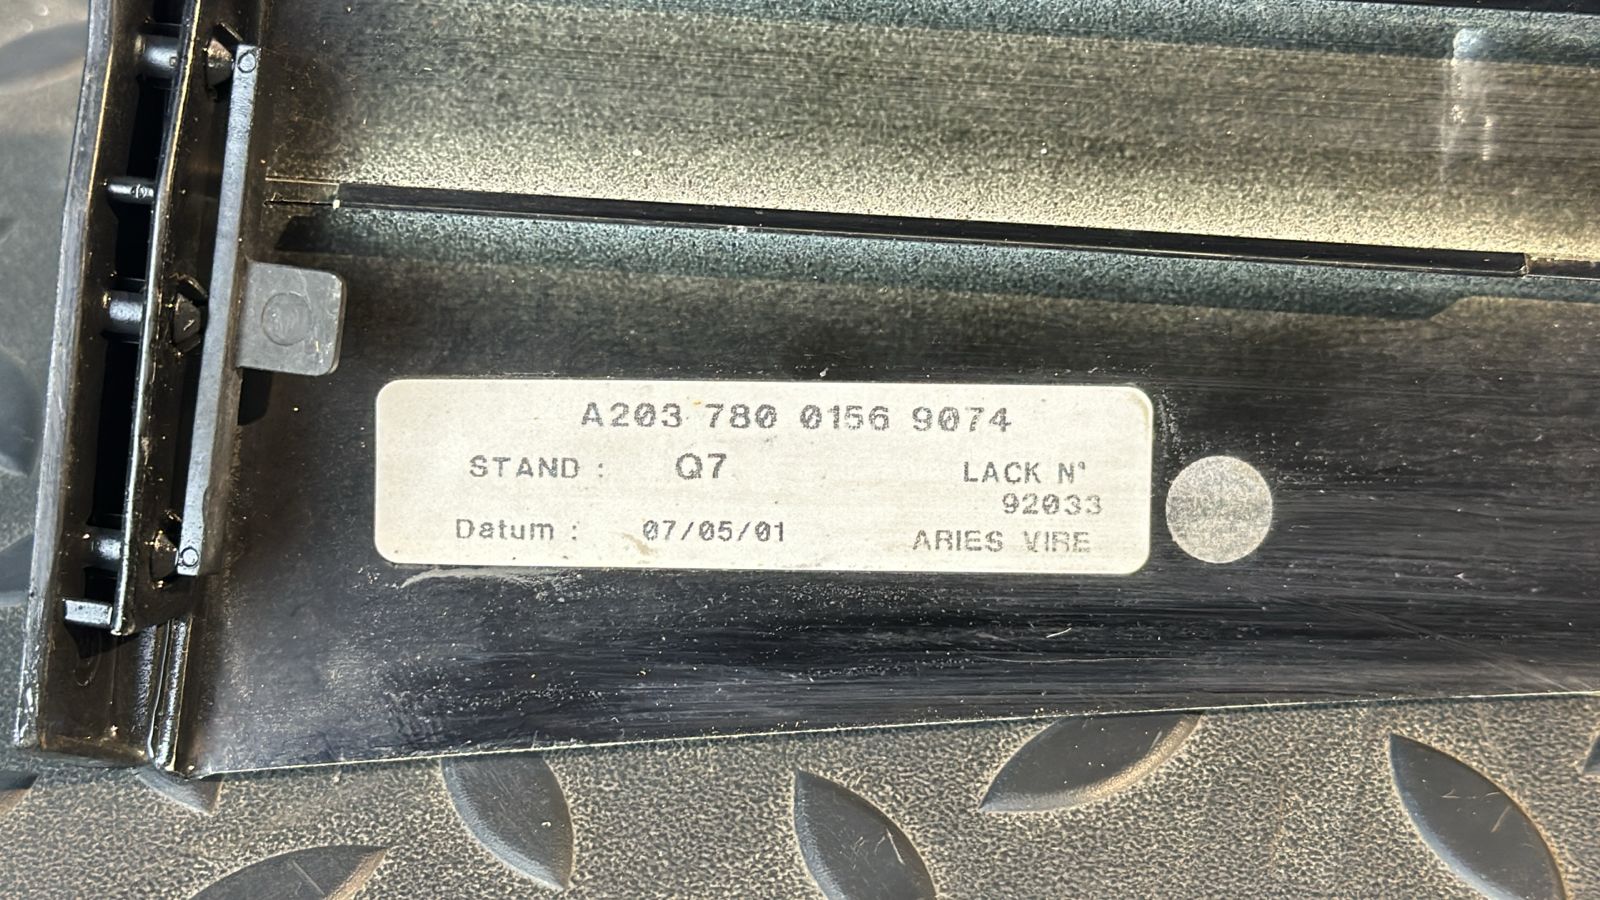 A203 780 0156 9074
STAND : Q7
LACK N°
92033
Datum : 07/05/01
ARIES VIRE